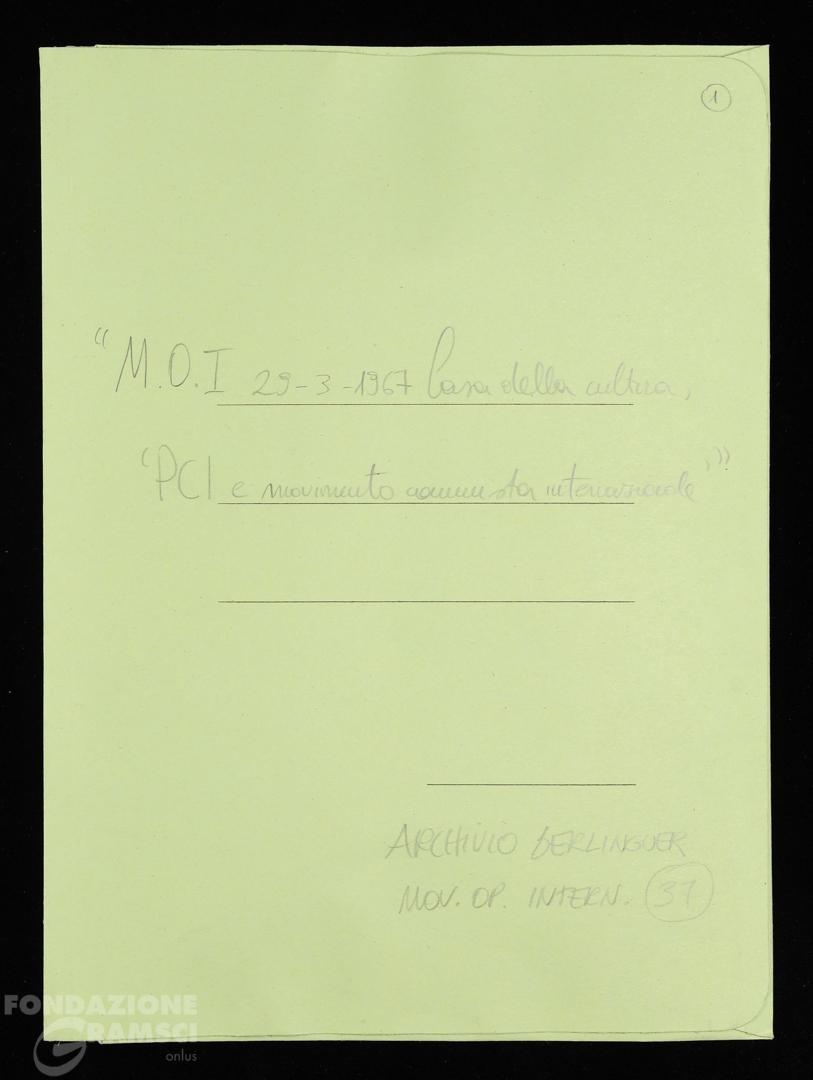 1
"M.O.I 29-3-1967 Casa della cultura,
'PCI e movimento comunista internazionale'"
ARCHIVIO BERLINGUER
MOV. OP. INTERN. 37
FONDAZIONE
GRAMSCI
onlus